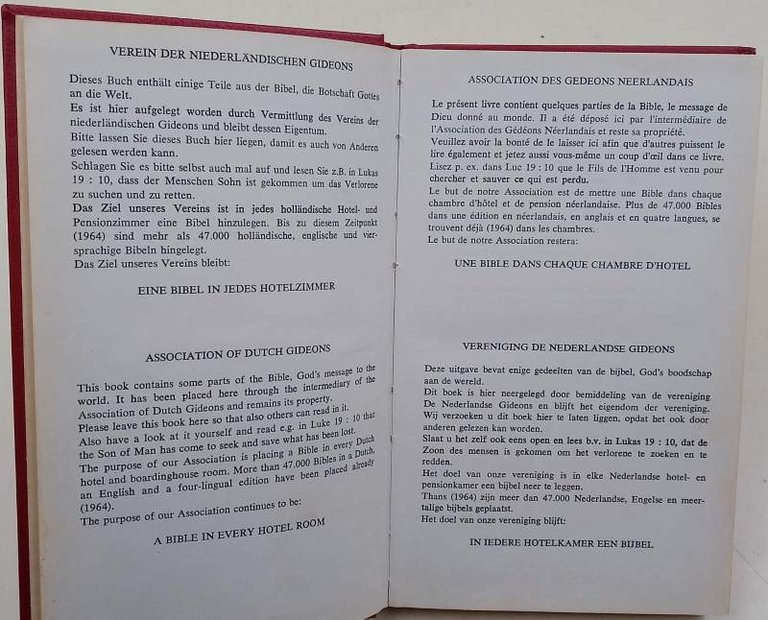 VEREIN DER NIEDERLÄNDISCHEN GIDEONS
Dieses Buch enthält einige Teile aus der Bibel, die Botschaft Gottes
an die Welt.
Es ist hier aufgelegt worden durch Vermittlung des Vereins der
niederländischen Gideons und bleibt dessen Eigentum.
Bitte lassen Sie dieses Buch hier liegen, damit es auch von Anderen
gelesen werden kann.
Schlagen Sie es bitte selbst auch mal auf und lesen Sie z.B. in Lukas
19 : 10, dass der Menschen Sohn ist gekommen um das Verlorene
zu suchen und zu retten.
Das Ziel unseres Vereins ist in jedes holländische Hotel- und
Pensionzimmer eine Bibel hinzulegen. Bis zu diesem Zeitpunkt
(1964) sind mehr als 47.000 holländische, englische und vier-
sprachige Bibeln hingelegt.
Das Ziel unseres Vereins bleibt:
EINE BIBEL IN JEDES HOTELZIMMER
ASSOCIATION OF DUTCH GIDEONS
This book contains some parts of the Bible, God's message to the
world. It has been placed here through the intermediary of the
Association of Dutch Gideons and remains its property.
Please leave this book here so that also others can read in it.
Also have a look at it yourself and read e.g. in Luke 19 : 10 that
the Son of Man has come to seek and save what has been lost.
The purpose of our Association is placing a Bible in every Dutch
hotel and boardinghouse room. More than 47.000 Bibles in a Dutch,
an English and a four-lingual edition have been placed already
(1964).
The purpose of our Association continues to be:
A BIBLE IN EVERY HOTEL ROOM
ASSOCIATION DES GEDEONS NEERLANDAIS
Le présent livre contient quelques parties de la Bible, le message de
Dieu donné au monde. Il a été déposé ici par l'intermédiaire de
l'Association des Gédéons Néerlandais et reste sa propriété.
Veuillez avoir la bonté de le laisser ici afin que d'autres puissent le
lire également et jetez aussi vous-même un coup d'œil dans ce livre.
Lisez p. ex. dans Luc 19 : 10 que le Fils de l'Homme est venu pour
chercher et sauver ce qui est perdu.
Le but de notre Association est de mettre une Bible dans chaque
chambre d'hôtel et de pension néerlandaise. Plus de 47.000 Bibles
dans une édition en néerlandais, en anglais et en quatre langues, se
trouvent déjà (1964) dans les chambres.
Le but de notre Association restera:
UNE BIBLE DANS CHAQUE CHAMBRE D'HOTEL
VERENIGING DE NEDERLANDSE GIDEONS
Deze uitgave bevat enige gedeelten van de bijbel, God's boodschap
aan de wereld.
Dit boek is hier neergelegd door bemiddeling van de vereniging
De Nederlandse Gideons en blijft het eigendom der vereniging.
Wij verzoeken u dit boek hier te laten liggen, opdat het ook door
anderen gelezen kan worden.
Slaat u het zelf ook eens open en lees b.v. in Lukas 19 : 10, dat de
Zoon des mensen is gekomen om het verlorene te zoeken en te
redden.
Het doel van onze vereniging is in elke Nederlandse hotel- en
pensionkamer een bijbel neer te leggen.
Thans (1964) zijn meer dan 47.000 Nederlandse, Engelse en meer-
talige bijbels geplaatst.
Het doel van onze vereniging blijft:
IN IEDERE HOTELKAMER EEN BIJBEL